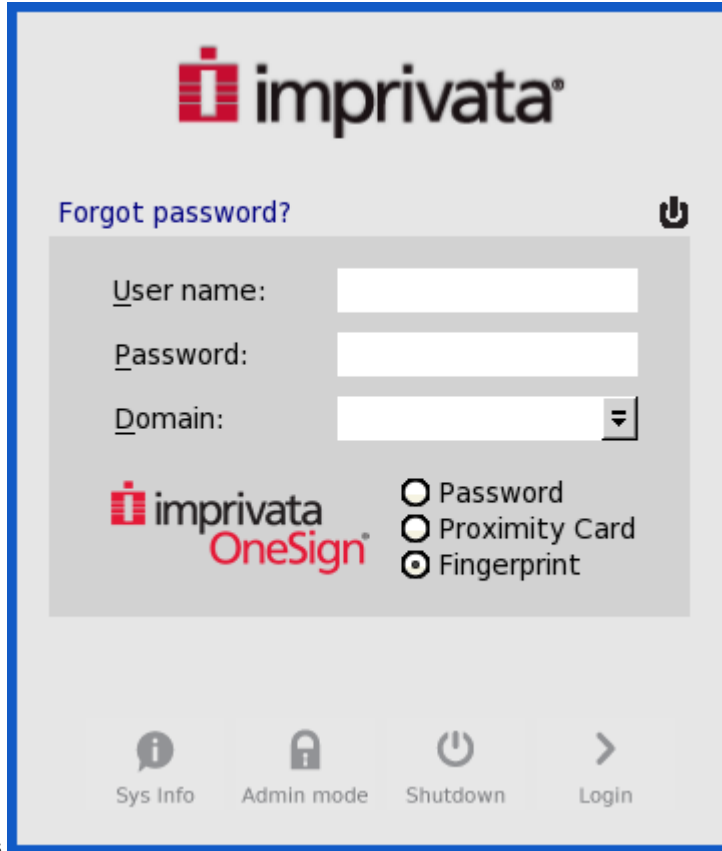 imprivata®
Forgot password?
User name:
Password:
Domain:
imprivata
OneSign®
Password
Proximity Card
Fingerprint
Sys Info Admin mode Shutdown Login